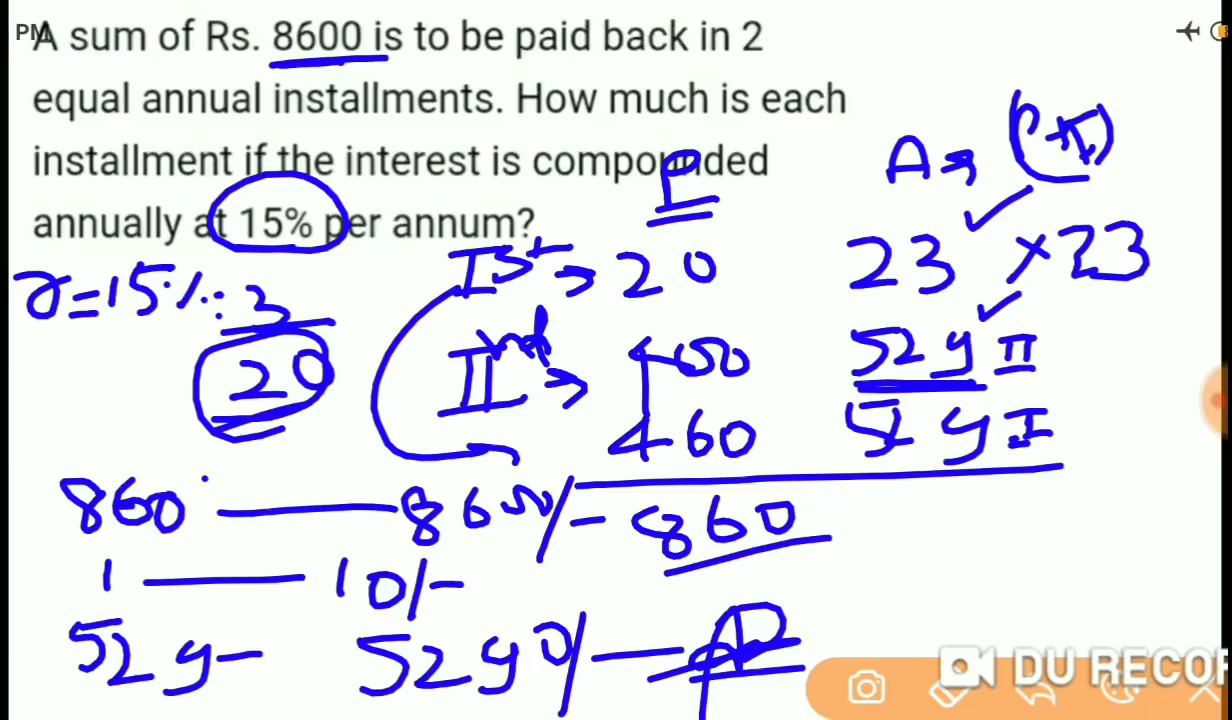 PM
A sum of Rs. 8600 is to be paid back in 2
equal annual installments. How much is each
installment if the interest is compounded
annually at 15% per annum?
P A → (P+I)
r=15%: 3
20
Ist → 20 23 × 23
IInd → 400 529 II
460 529 I
860 — 8600/- 860
1 — 10/-
529 — 5290/-
DU RECOR